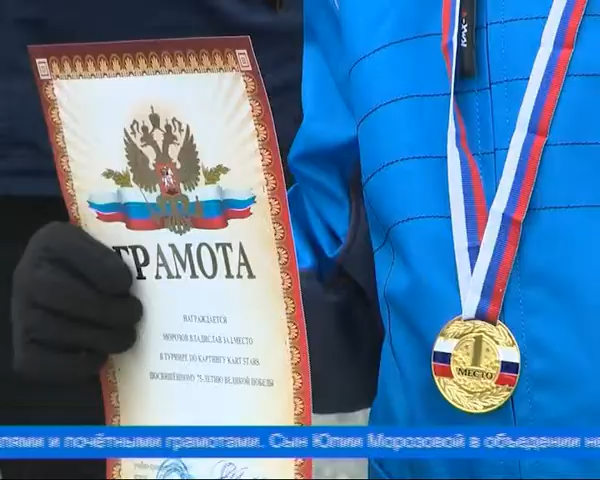 ГРАМОТА
НАГРАЖДАЕТСЯ
МОРОЗОВ ВЛАДИСЛАВ ЗА 1 МЕСТО
В ТУРНИРЕ ПО КАРТИНГУ KART STARS,
ПОСВЯЩЁННОМУ 75-ЛЕТИЮ ВЕЛИКОЙ ПОБЕДЫ
1
МЕСТО
лями и почётными грамотами. Сын Юлии Морозовой в объедении не